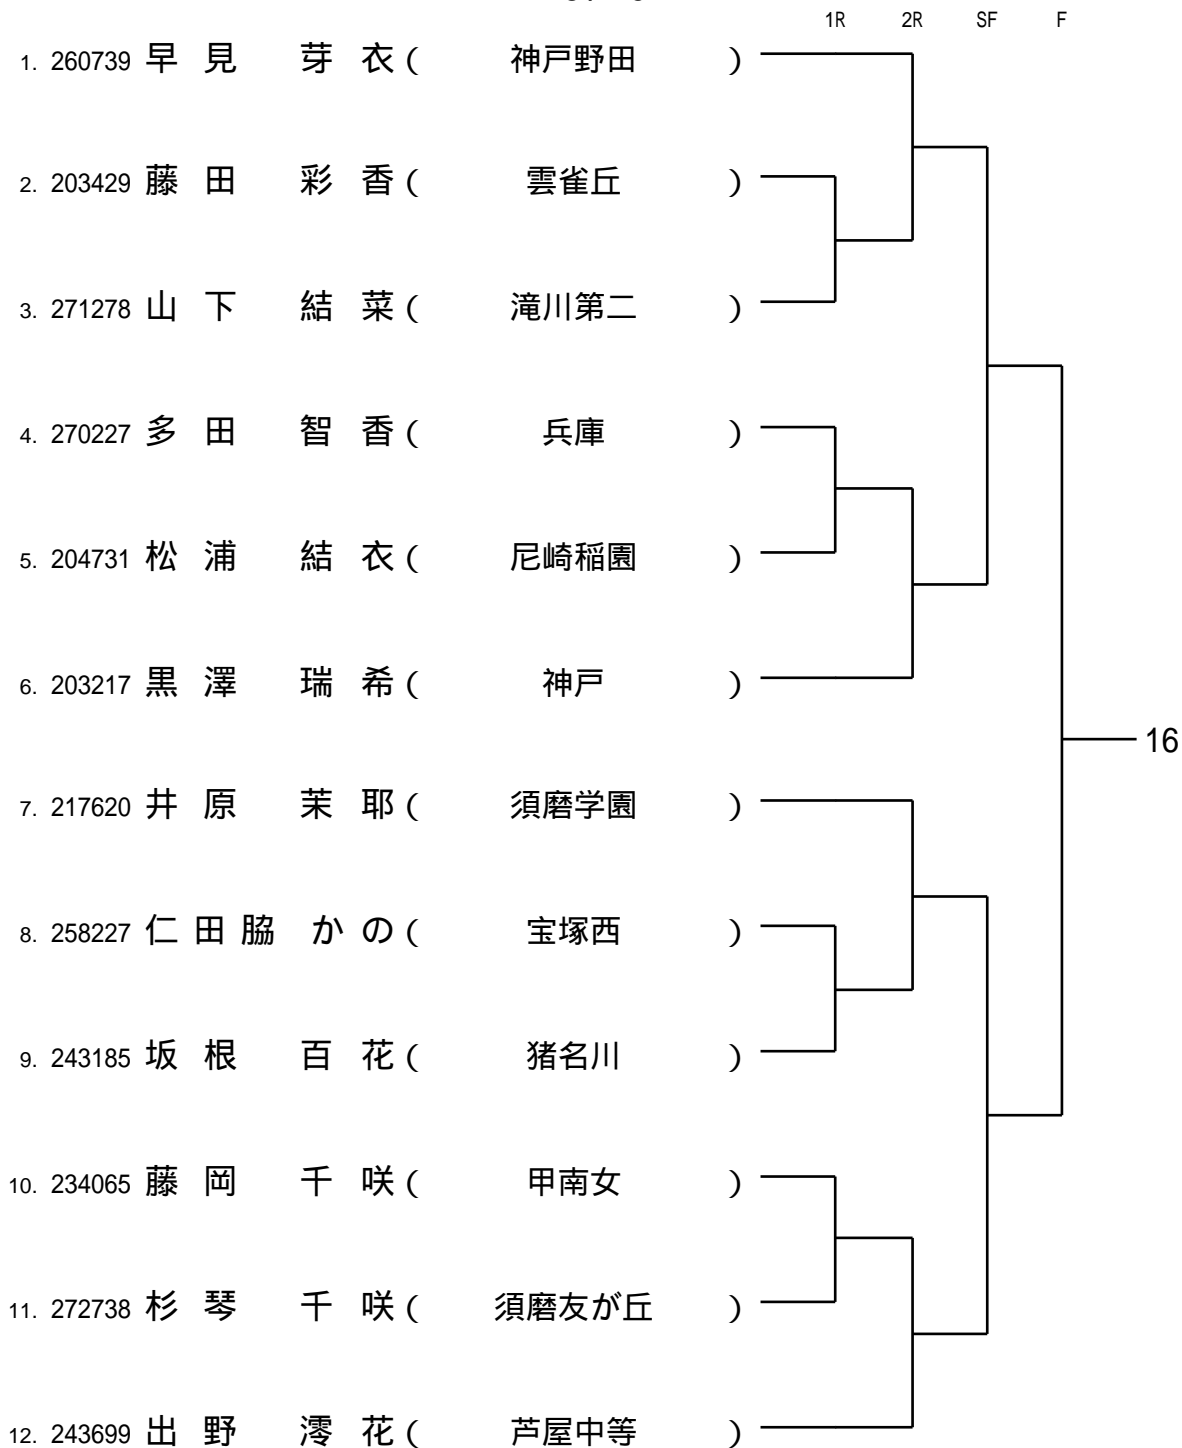 1R 2R SF F
1. 260739 早 見 芽 衣 ( 神戸野田 )
2. 203429 藤 田 彩 香 ( 雲雀丘 )
3. 271278 山 下 結 菜 ( 滝川第二 )
4. 270227 多 田 智 香 ( 兵庫 )
5. 204731 松 浦 結 衣 ( 尼崎稲園 )
6. 203217 黒 澤 瑞 希 ( 神戸 )
16
7. 217620 井 原 茉 耶 ( 須磨学園 )
8. 258227 仁 田 脇 か の ( 宝塚西 )
9. 243185 坂 根 百 花 ( 猪名川 )
10. 234065 藤 岡 千 咲 ( 甲南女 )
11. 272738 杉 琴 千 咲 ( 須磨友が丘 )
12. 243699 出 野 澪 花 ( 芦屋中等 )